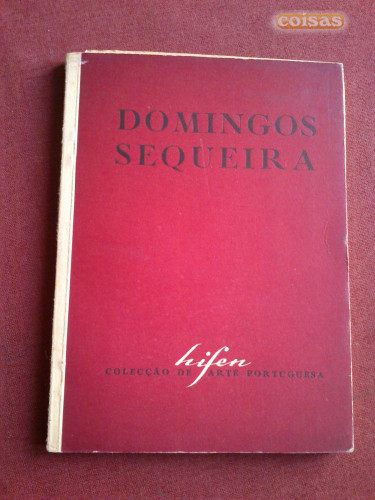 coisas
DOMINGOS
SEQUEIRA
hifen
COLECÇÃO DE ARTE PORTUGUESA